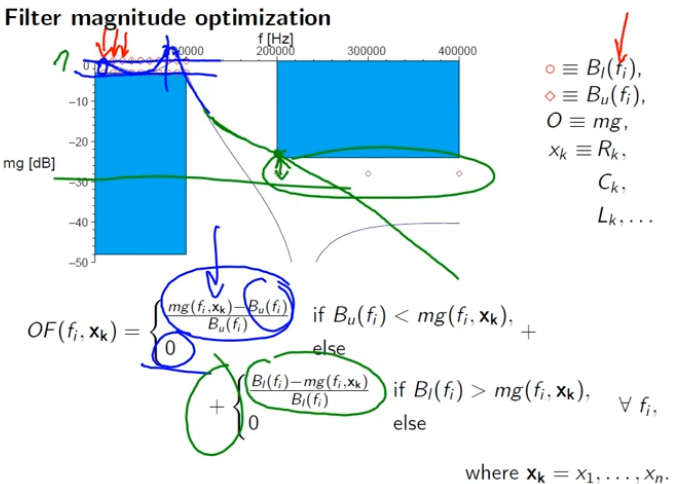 Filter magnitude optimization
f [Hz]
200000 300000 400000
0
−10
−20
mg [dB]
−30
−40
−50
○ ≡ B_l(f_i),
◇ ≡ B_u(f_i),
O ≡ mg,
x_k ≡ R_k,
C_k,
L_k, . . .
OF(f_i, x_k) = { (mg(f_i,x_k)−B_u(f_i))/B_u(f_i) if B_u(f_i) < mg(f_i, x_k), +
0 else
+ { (B_l(f_i)−mg(f_i,x_k))/B_l(f_i) if B_l(f_i) > mg(f_i, x_k), ∀ f_i,
0 else
where x_k = x_1, . . . , x_n.